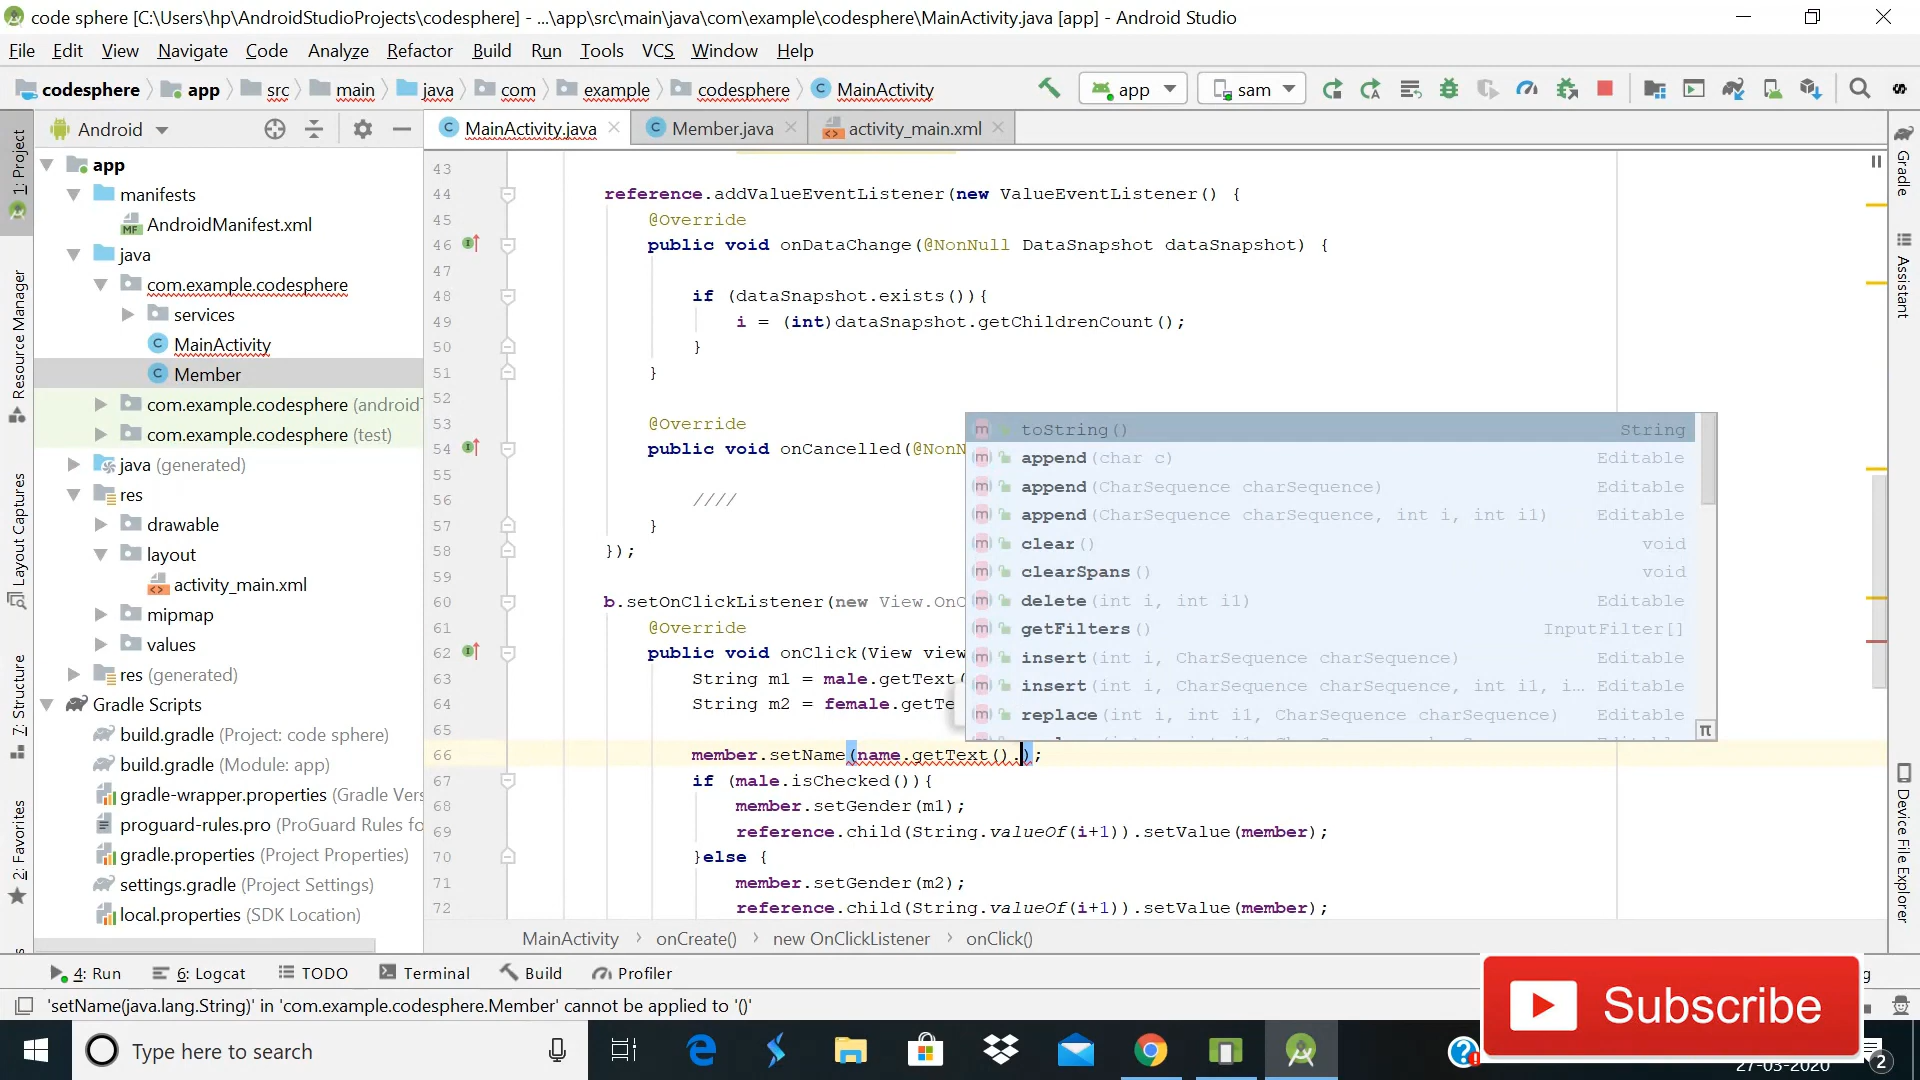 code sphere [C:\Users\hp\AndroidStudioProjects\codesphere] - ...\app\src\main\java\com\example\codesphere\MainActivity.java [app] - Android Studio
File Edit View Navigate Code Analyze Refactor Build Run Tools VCS Window Help
codesphere app src main java com example codesphere MainActivity
app
sam
Android
MainActivity.java
Member.java
activity_main.xml
1: Project
Resource Manager
Layout Captures
7: Structure
2: Favorites
app
manifests
AndroidManifest.xml
java
com.example.codesphere
services
MainActivity
Member
com.example.codesphere (android
com.example.codesphere (test)
java (generated)
res
drawable
layout
activity_main.xml
mipmap
values
res (generated)
Gradle Scripts
build.gradle (Project: code sphere)
build.gradle (Module: app)
gradle-wrapper.properties (Gradle Vers
proguard-rules.pro (ProGuard Rules fo
gradle.properties (Project Properties)
settings.gradle (Project Settings)
local.properties (SDK Location)
43
44 reference.addValueEventListener(new ValueEventListener() {
45 @Override
46 public void onDataChange(@NonNull DataSnapshot dataSnapshot) {
47
48 if (dataSnapshot.exists()){
49 i = (int)dataSnapshot.getChildrenCount();
50 }
51 }
52
53 @Override
54 public void onCancelled(@NonN
55
56 ////
57 }
58 });
59
60 b.setOnClickListener(new View.OnC
61 @Override
62 public void onClick(View view
63 String m1 = male.getText(
64 String m2 = female.getTe
65
66 member.setName(name.getText().);
67 if (male.isChecked()){
68 member.setGender(m1);
69 reference.child(String.valueOf(i+1)).setValue(member);
70 }else {
71 member.setGender(m2);
72 reference.child(String.valueOf(i+1)).setValue(member);
m toString() String
m append(char c) Editable
m append(CharSequence charSequence) Editable
m append(CharSequence charSequence, int i, int i1) Editable
m clear() void
m clearSpans() void
m delete(int i, int i1) Editable
m getFilters() InputFilter[]
m insert(int i, CharSequence charSequence) Editable
m insert(int i, CharSequence charSequence, int i1, i... Editable
m replace(int i, int i1, CharSequence charSequence) Editable
π
Gradle
Assistant
Device File Explorer
MainActivity › onCreate() › new OnClickListener › onClick()
4: Run 6: Logcat TODO Terminal Build Profiler
'setName(java.lang.String)' in 'com.example.codesphere.Member' cannot be applied to '()'
Subscribe
Type here to search
27-03-2020
2